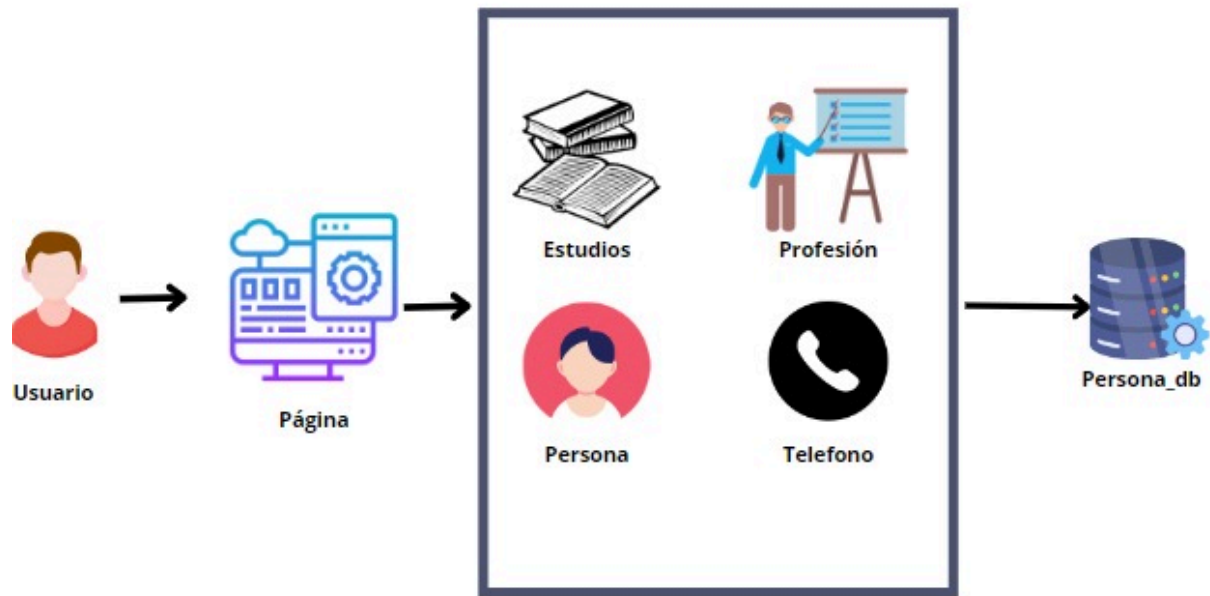 Estudios
Profesión
Usuario
Página
Persona
Telefono
Persona_db